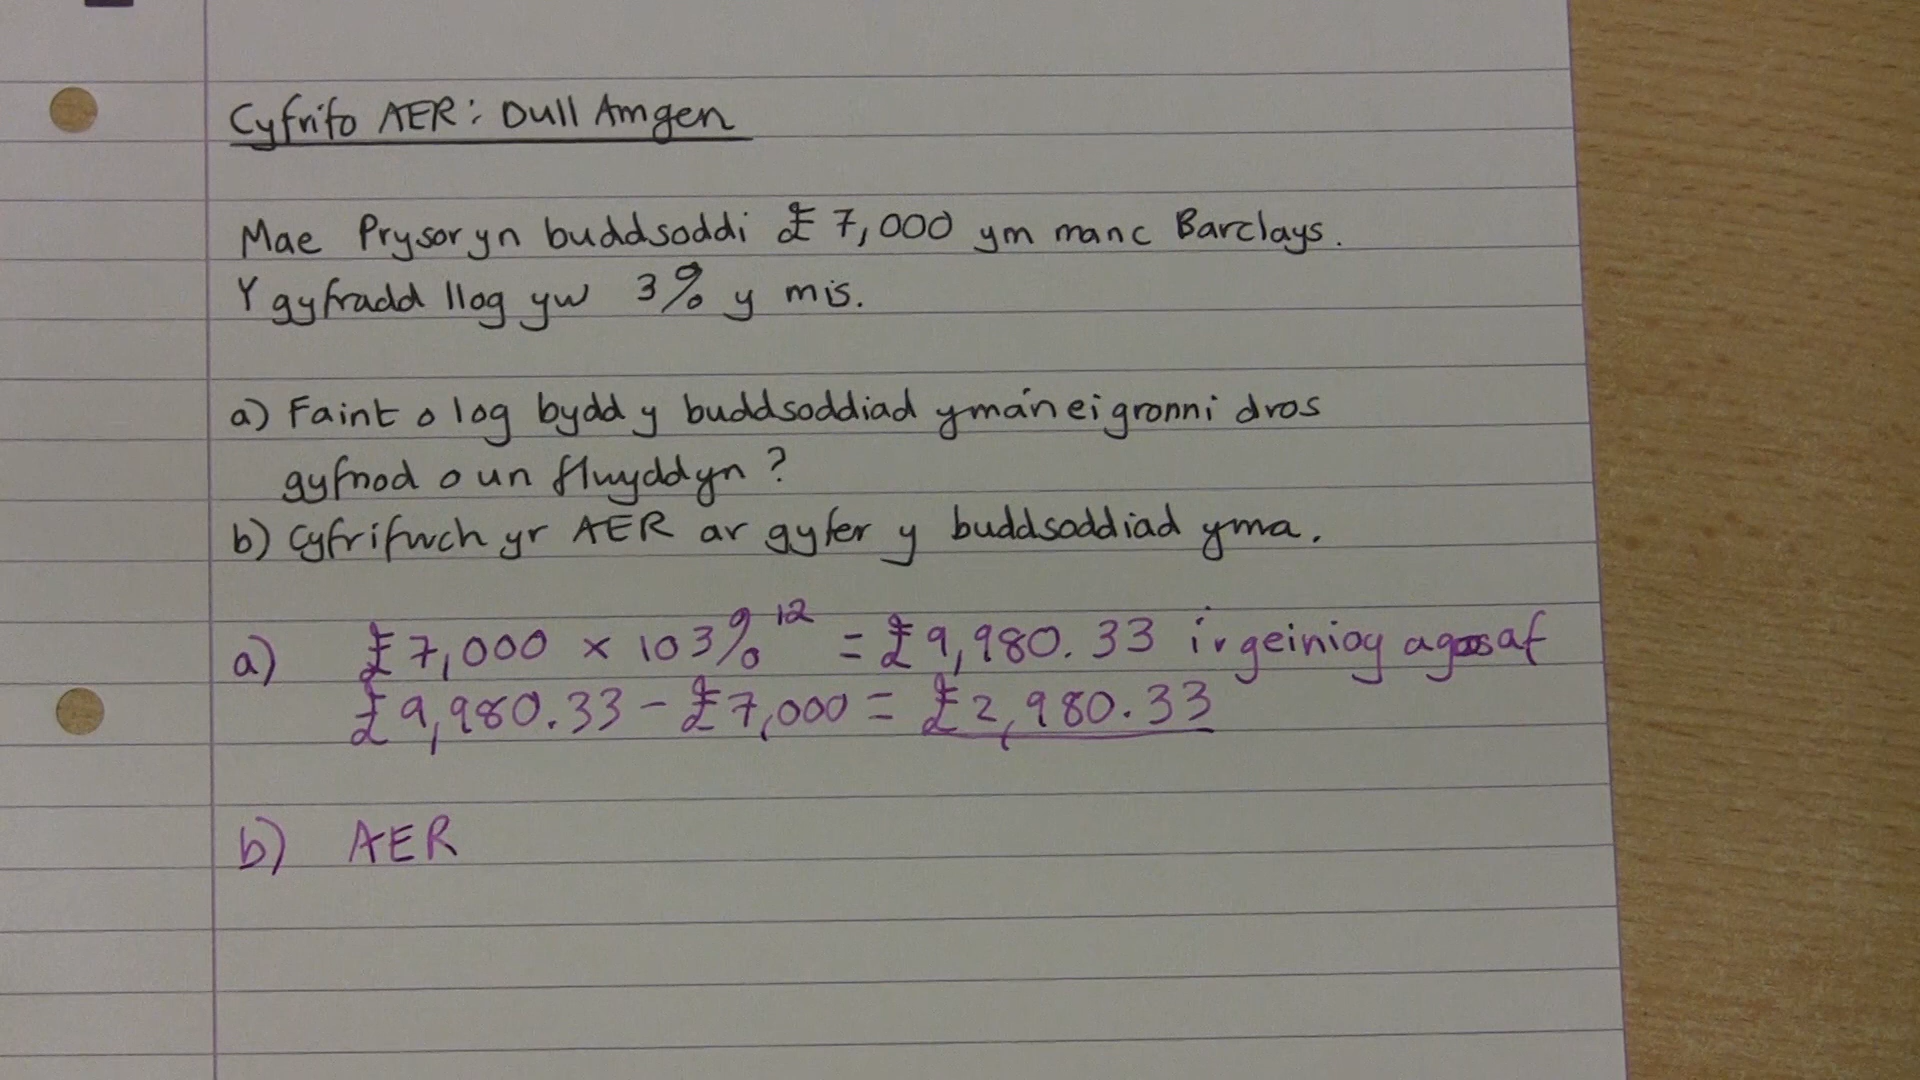 Cyfrifo AER: Dull Amgen
Mae Prysor yn buddsoddi £7,000 ym manc Barclays.
Y gyfradd llog yw 3% y mis.
a) Faint o log bydd y buddsoddiad yma'n ei gronni dros
gyfnod o un flwyddyn?
b) Cyfrifwch yr AER ar gyfer y buddsoddiad yma.
a) £7,000 × 103%¹² = £9,980.33 i'r geiniog agosaf
£9,980.33 - £7,000 = £2,980.33
b) AER